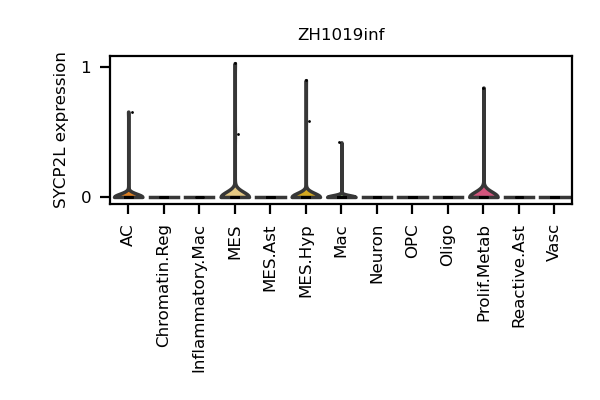 ZH1019inf
SYCP2L expression
1
0
AC
Chromatin.Reg
Inflammatory.Mac
MES
MES.Ast
MES.Hyp
Mac
Neuron
OPC
Oligo
Prolif.Metab
Reactive.Ast
Vasc